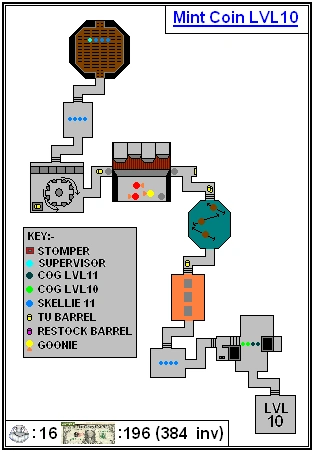 Mint Coin LVL10
KEY:-
STOMPER
SUPERVISOR
COG LVL11
COG LVL10
SKELLIE 11
TU BARREL
RESTOCK BARREL
GOONIE
LVL
10
:16 :196 (384 inv)